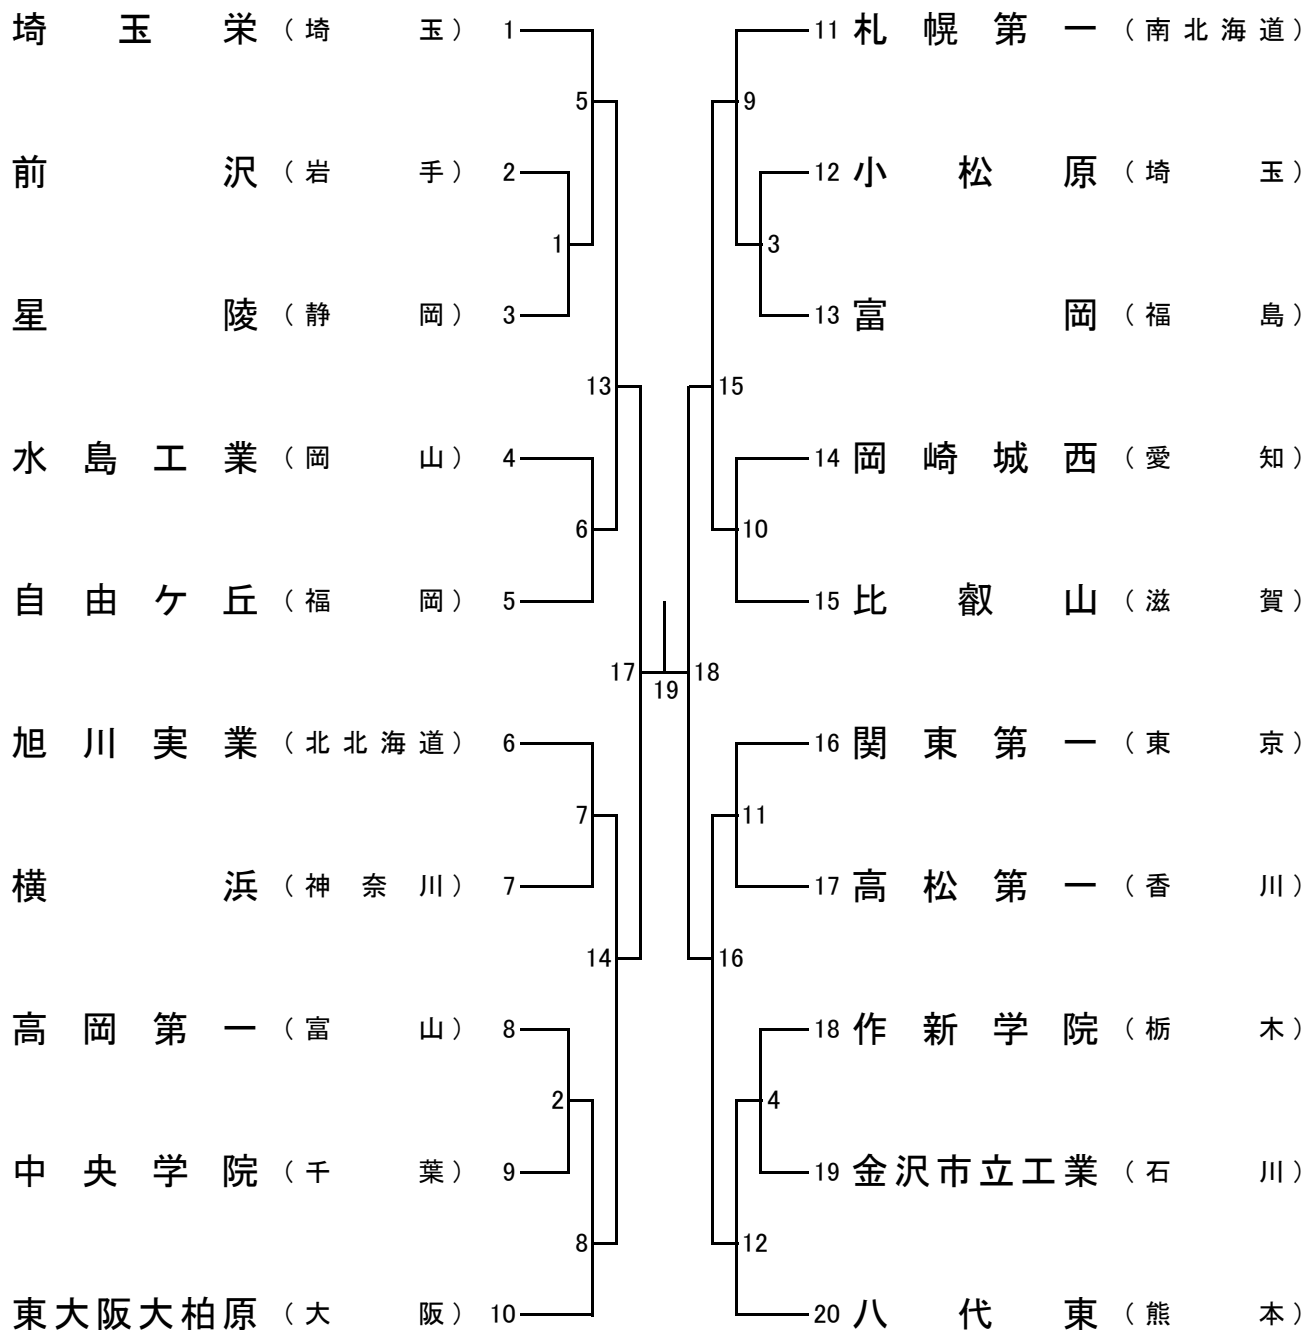 埼玉栄（埼玉） 1
前沢（岩手） 2
星陵（静岡） 3
水島工業（岡山） 4
自由ケ丘（福岡） 5
旭川実業（北北海道） 6
横浜（神奈川） 7
高岡第一（富山） 8
中央学院（千葉） 9
東大阪大柏原（大阪） 10
5
1
13
6
17
7
14
2
8
19
9
3
15
10
18
11
16
4
12
11 札幌第一（南北海道）
12 小松原（埼玉）
13 富岡（福島）
14 岡崎城西（愛知）
15 比叡山（滋賀）
16 関東第一（東京）
17 高松第一（香川）
18 作新学院（栃木）
19 金沢市立工業（石川）
20 八代東（熊本）